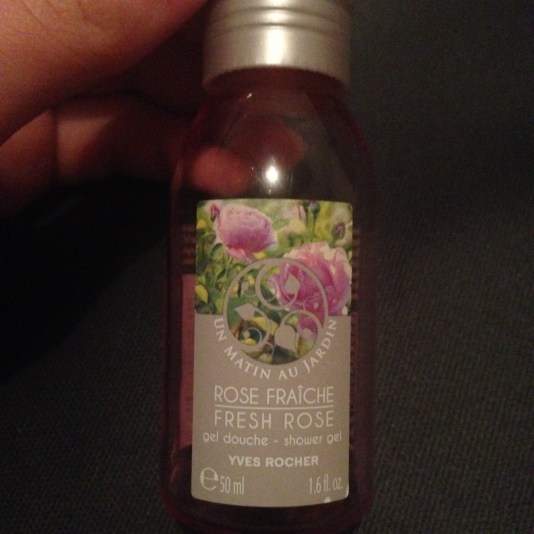 UN MATIN AU JARDIN
ROSE FRAÎCHE
FRESH ROSE
gel douche - shower gel
YVES ROCHER
℮50 ml 1.6 fl. oz.